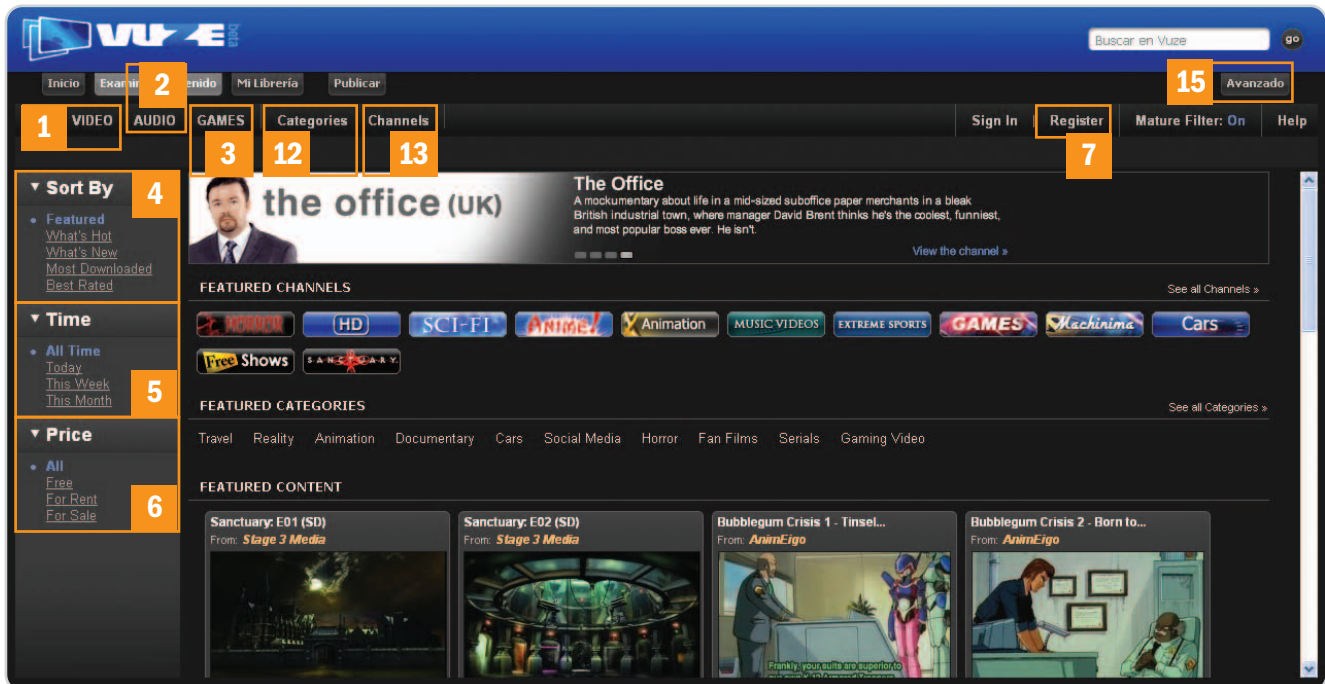 VUZE beta
Buscar en Vuze
go
Inicio
Mi Librería
Publicar
2
15
Avanzado
1
VIDEO
AUDIO
GAMES
Categories
Channels
Sign In
Register
Mature Filter: On
Help
3
12
13
7
Sort By
4
Featured
What's Hot
What's New
Most Downloaded
Best Rated
Time
All Time
Today
This Week
This Month
5
Price
All
Free
For Rent
For Sale
6
the office (UK)
The Office
A mockumentary about life in a mid-sized suboffice paper merchants in a bleak
British industrial town, where manager David Brent thinks he's the coolest, funniest,
and most popular boss ever. He isn't.
View the channel »
FEATURED CHANNELS
See all Channels »
HORROR
HD
SCI-FI
Anime!
Animation
MUSIC VIDEOS
EXTREME SPORTS
GAMES
Machinima
Cars
Free Shows
SANCTUARY
FEATURED CATEGORIES
See all Categories »
Travel Reality Animation Documentary Cars Social Media Horror Fan Films Serials Gaming Video
FEATURED CONTENT
Sanctuary: E01 (SD)
From: Stage 3 Media
Sanctuary: E02 (SD)
From: Stage 3 Media
Bubblegum Crisis 1 - Tinsel...
From: AnimEigo
Frankly, your suits are superior to
Bubblegum Crisis 2 - Born to...
From: AnimEigo